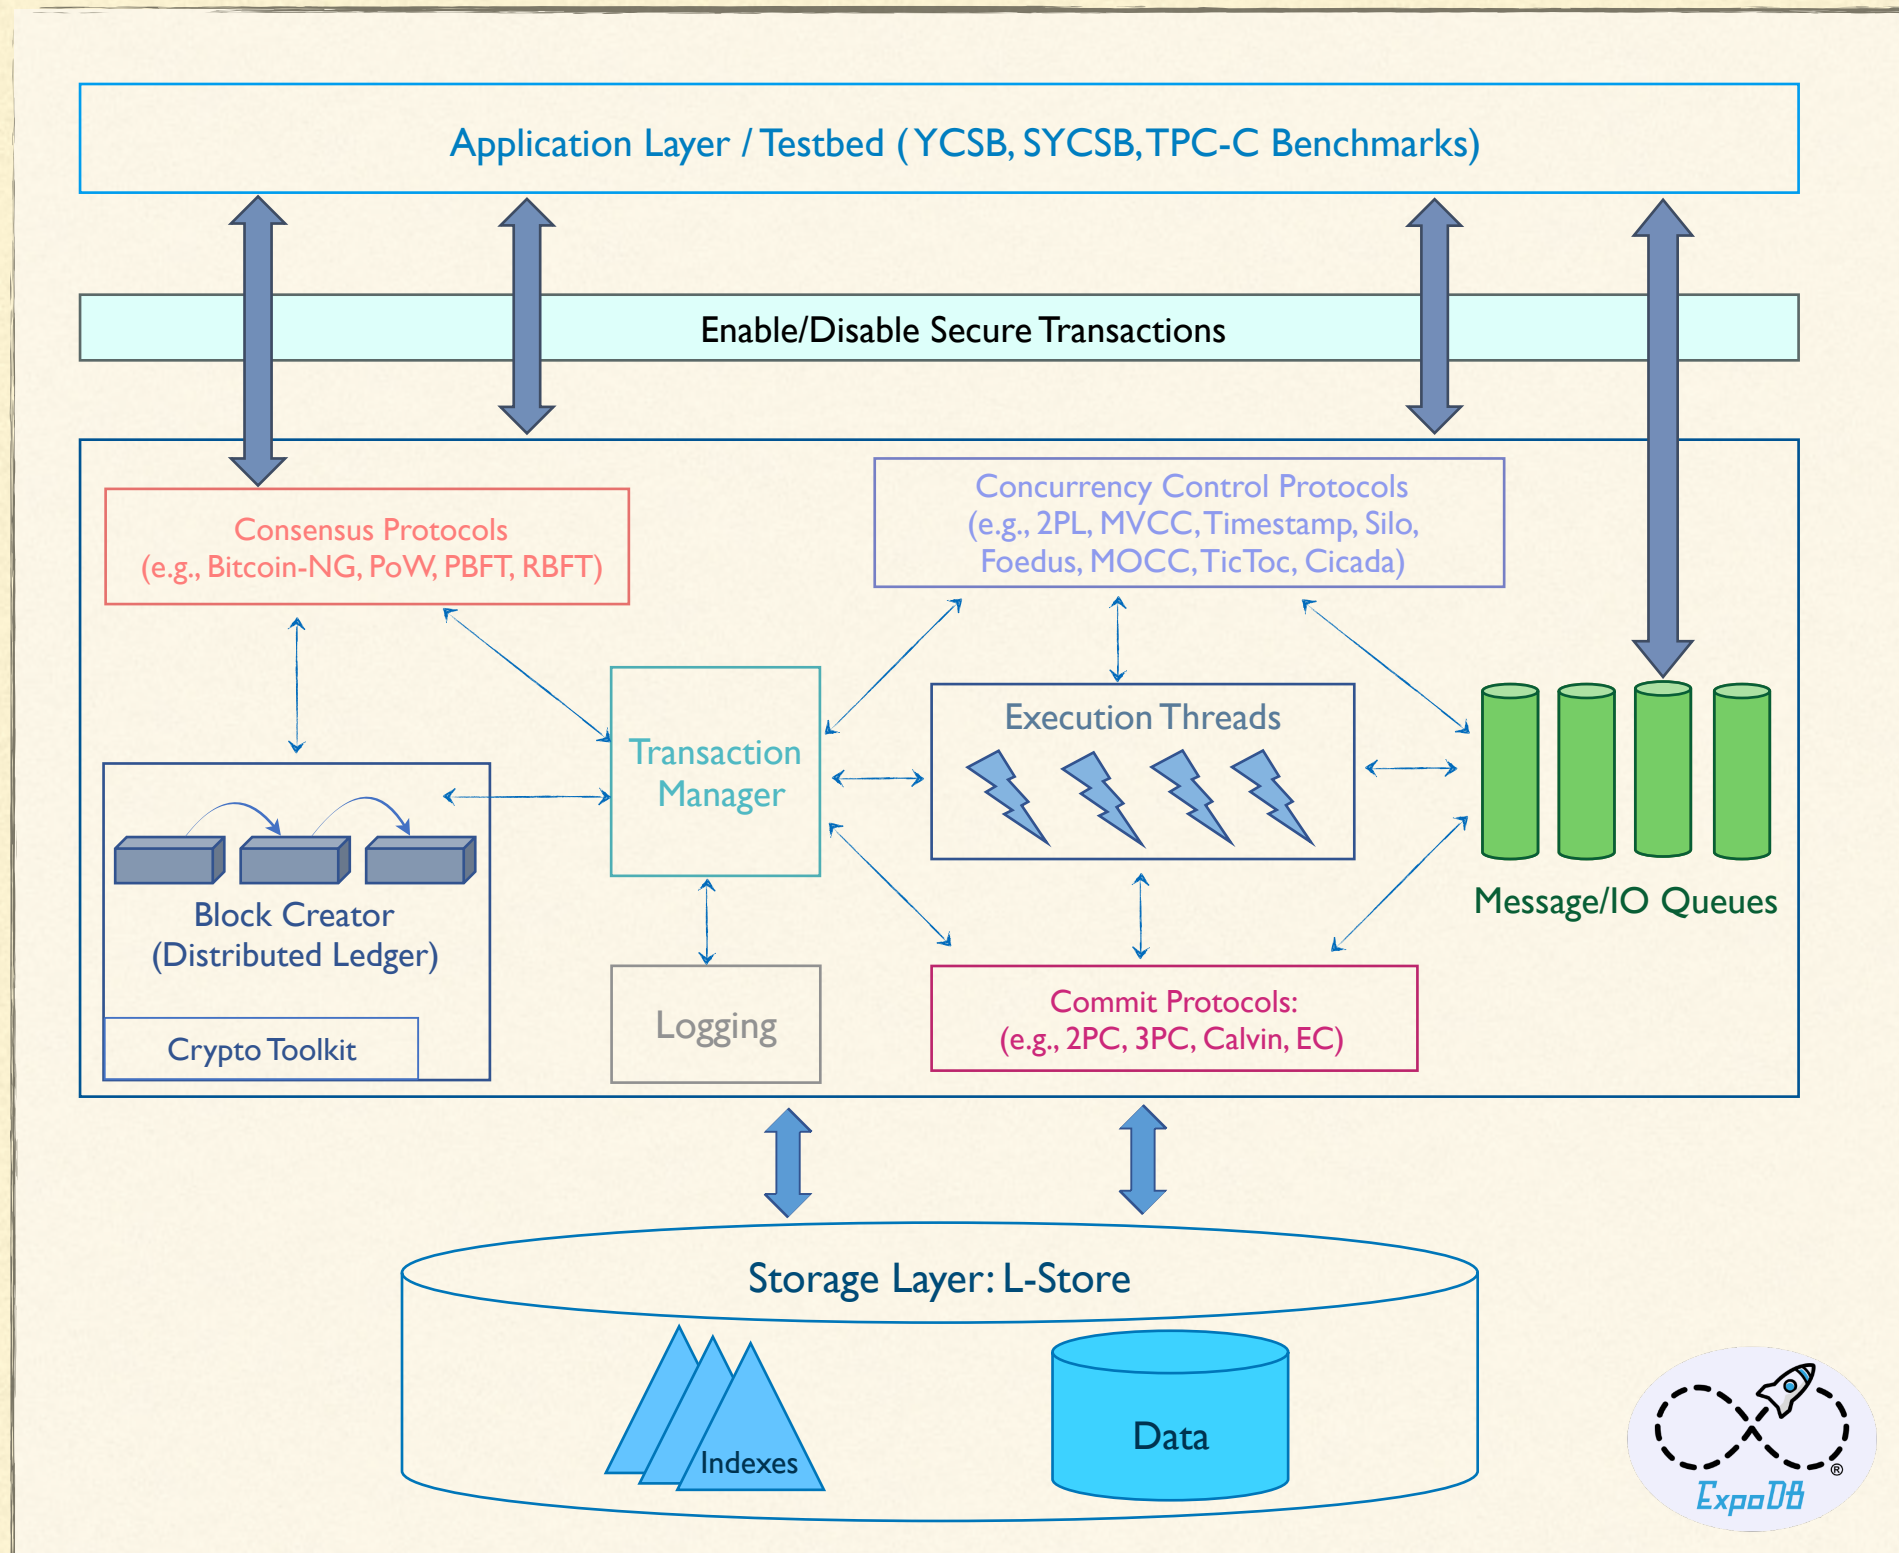 Application Layer / Testbed (YCSB, SYCSB, TPC-C Benchmarks)
Enable/Disable Secure Transactions
Consensus Protocols
(e.g., Bitcoin-NG, PoW, PBFT, RBFT)
Concurrency Control Protocols
(e.g., 2PL, MVCC, Timestamp, Silo,
Foedus, MOCC, TicToc, Cicada)
Transaction
Manager
Execution Threads
Block Creator
(Distributed Ledger)
Crypto Toolkit
Logging
Commit Protocols:
(e.g., 2PC, 3PC, Calvin, EC)
Message/IO Queues
Storage Layer: L-Store
Indexes
Data
®
ExpoDB